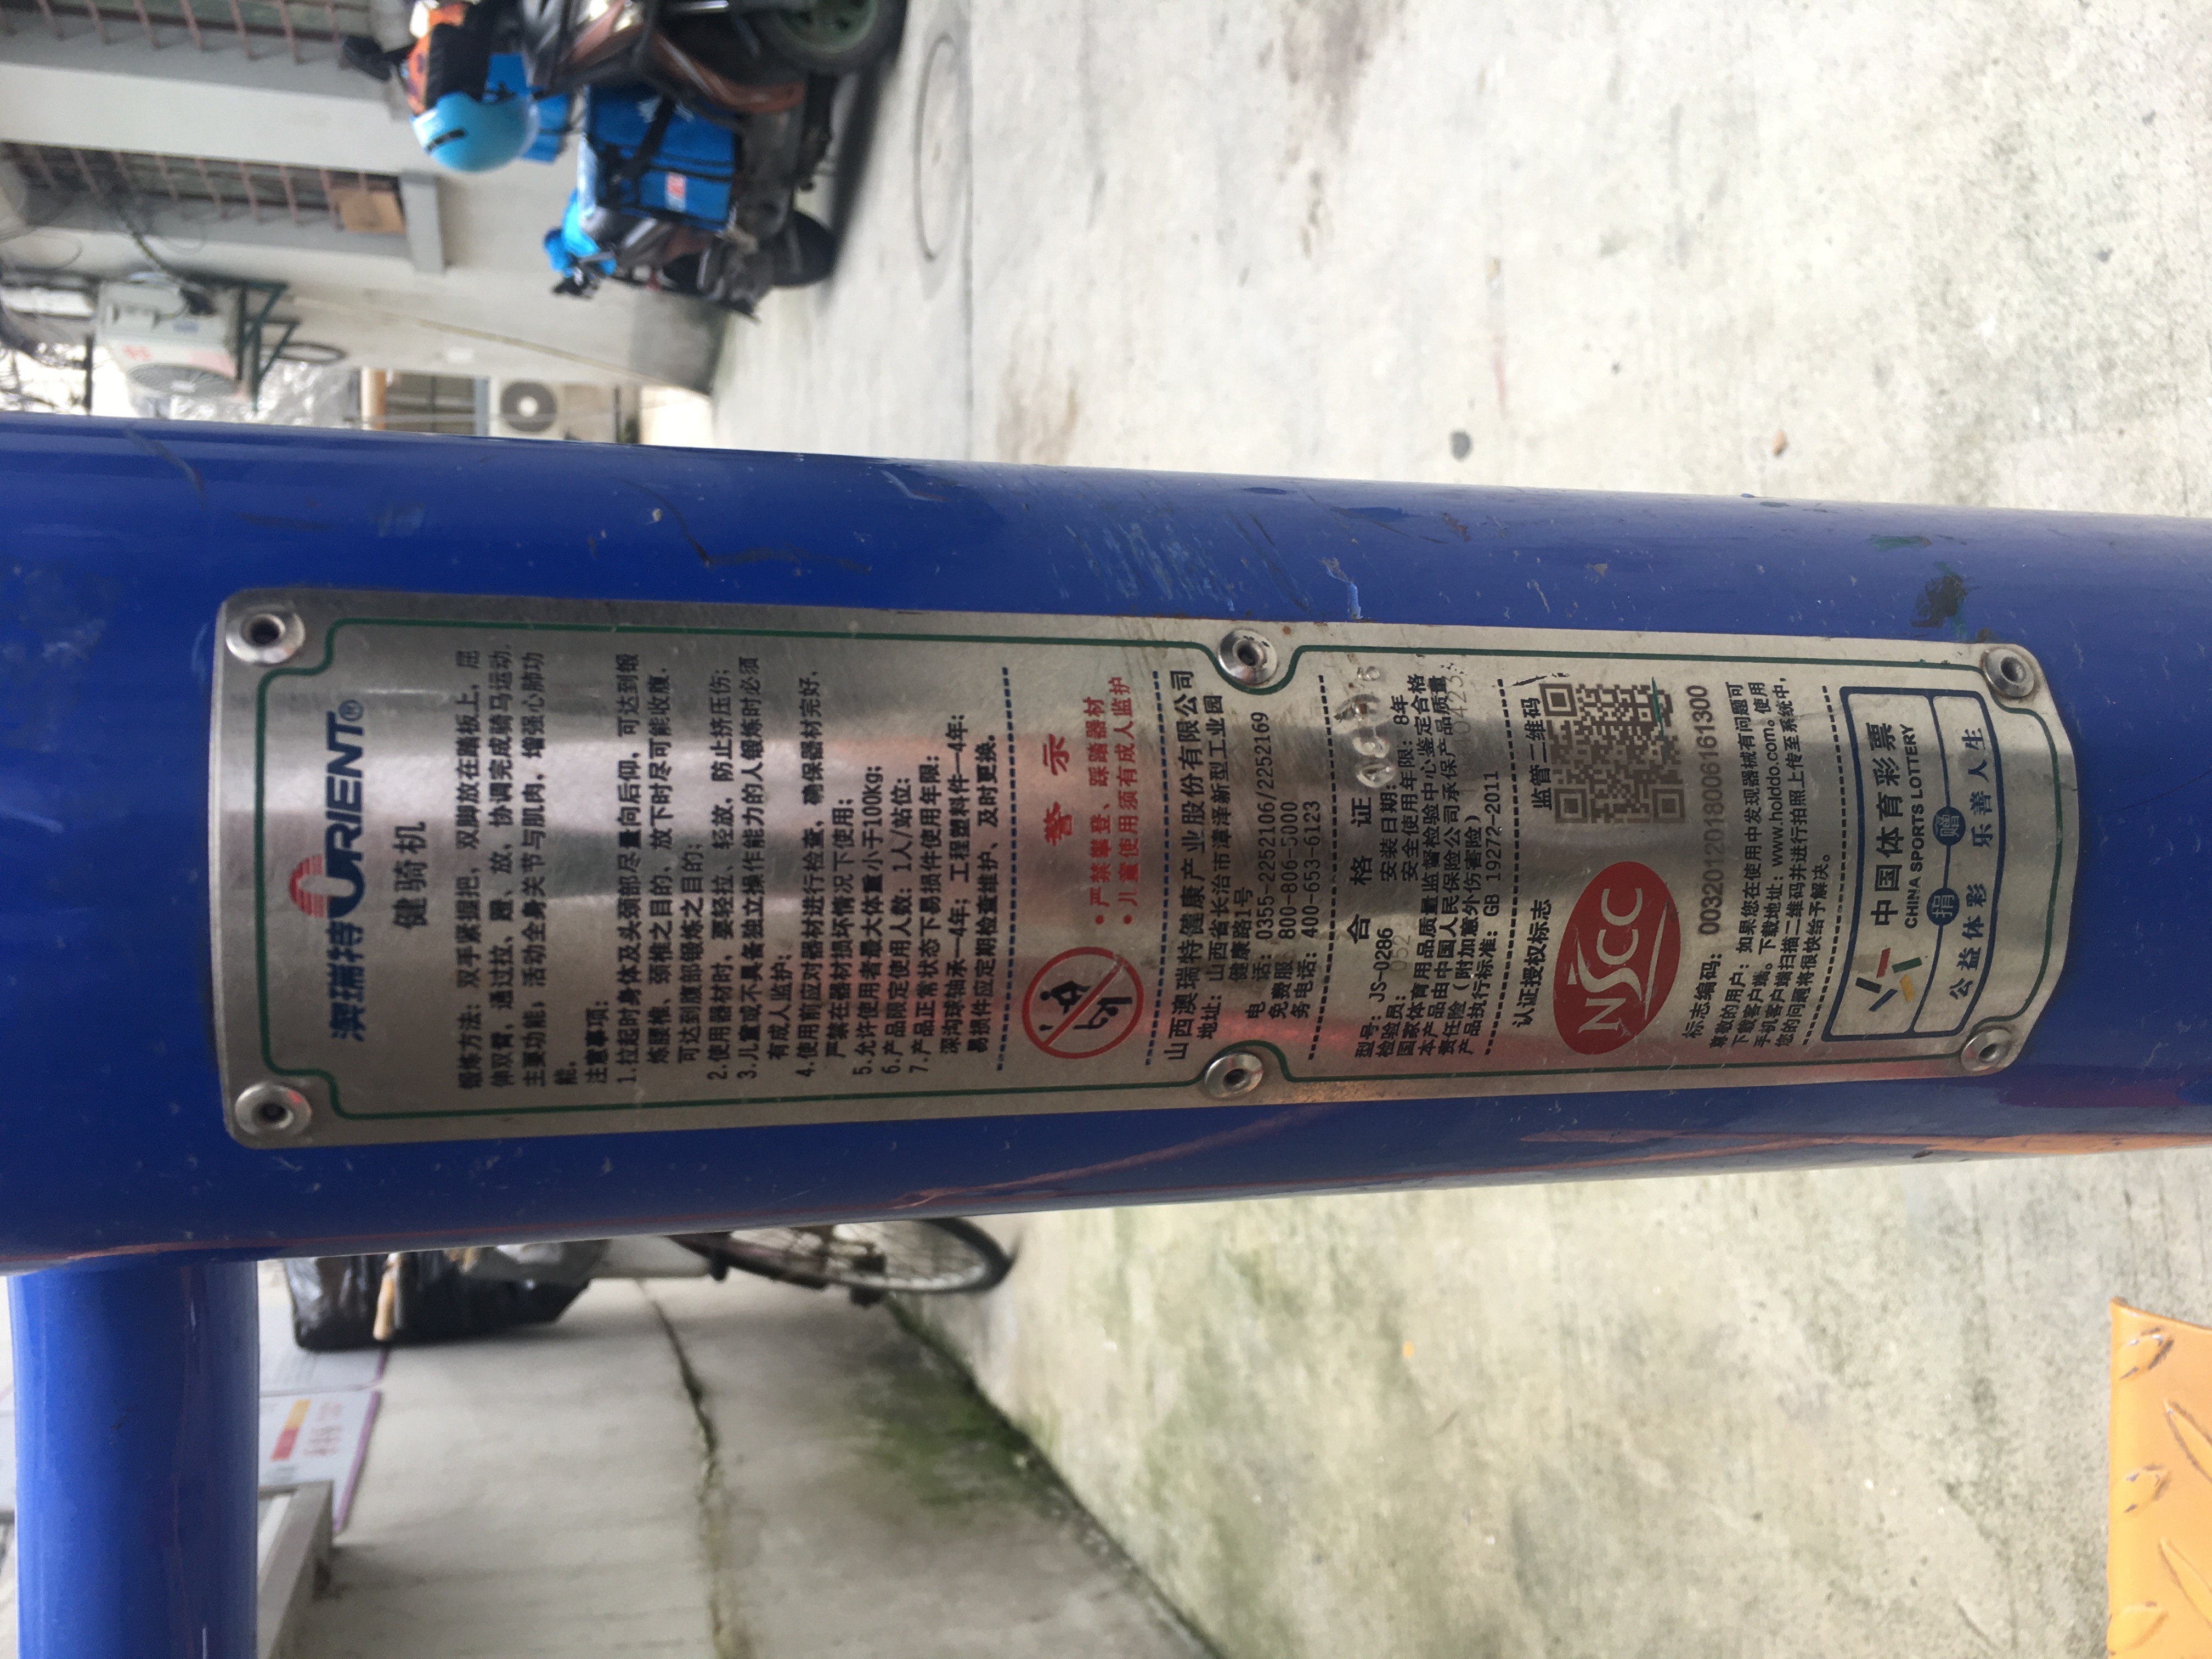 澳瑞特 ORIENT®
健骑机
锻炼方法：双手紧握把，双脚放在踏板上，屈
伸双臂，通过拉、蹬、放、协调完成骑马运动.
主要功能：活动全身关节与肌肉，增强心肺功
能.
注意事项：
1.拉起时身体及头颈部尽量向后仰，可达到锻
炼腰椎、颈椎之目的、放下时尽可能收腹，
可达到腹部锻炼之目的；
2.使用器材时，要轻拉、轻放，防止挤压伤；
3.儿童或不具备独立操作能力的人锻炼时必须
有成人监护；
4.使用前应对器材进行检查，确保器材完好，
严禁在器材损坏情况下使用；
5.允许使用者最大体重小于100kg；
6.产品限定使用人数：1人/站位；
7.产品正常状态下易损件使用年限：
深沟球轴承—4年；工程塑料件—4年；
易损件应定期检查维护、及时更换。
警 示
• 严禁攀登、踩踏器材
• 儿童使用须有成人监护
山西澳瑞特健康产业股份有限公司
地址：山西省长治市漳泽新型工业园
健康路1号
电 话：0355-2252106/2252169
免费服 800-806-5000
务电话：400-653-6123
合 格 证
型号：JS-0286 安装日期：
检验员：052 安全使用年限：8年
国家体育用品质量监督检验中心鉴定合格
本产品由中国人民保险公司承保产品质量
责任险（附加意外伤害险）
产品执行标准：GB 19272-2011
认证授权标志 监管二维码
NSCC
标志编码：00320120180061613​00
尊敬的用户：如果您在使用中发现器械有问题可
下载客户端。下载地址：www.holdo.com。使用
手机客户端扫描二维码并进行拍照上传至系统中，
您的问题将很快给予解决。
中国体育彩票
CHINA SPORTS LOTTERY
捐 赠
公益体彩 乐善人生